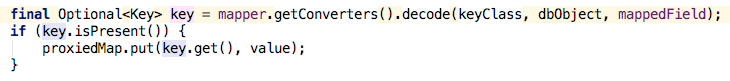 final Optional<Key> key = mapper.getConverters().decode(keyClass, dbObject, mappedField);
if (key.isPresent()) {
    proxiedMap.put(key.get(), value);
}